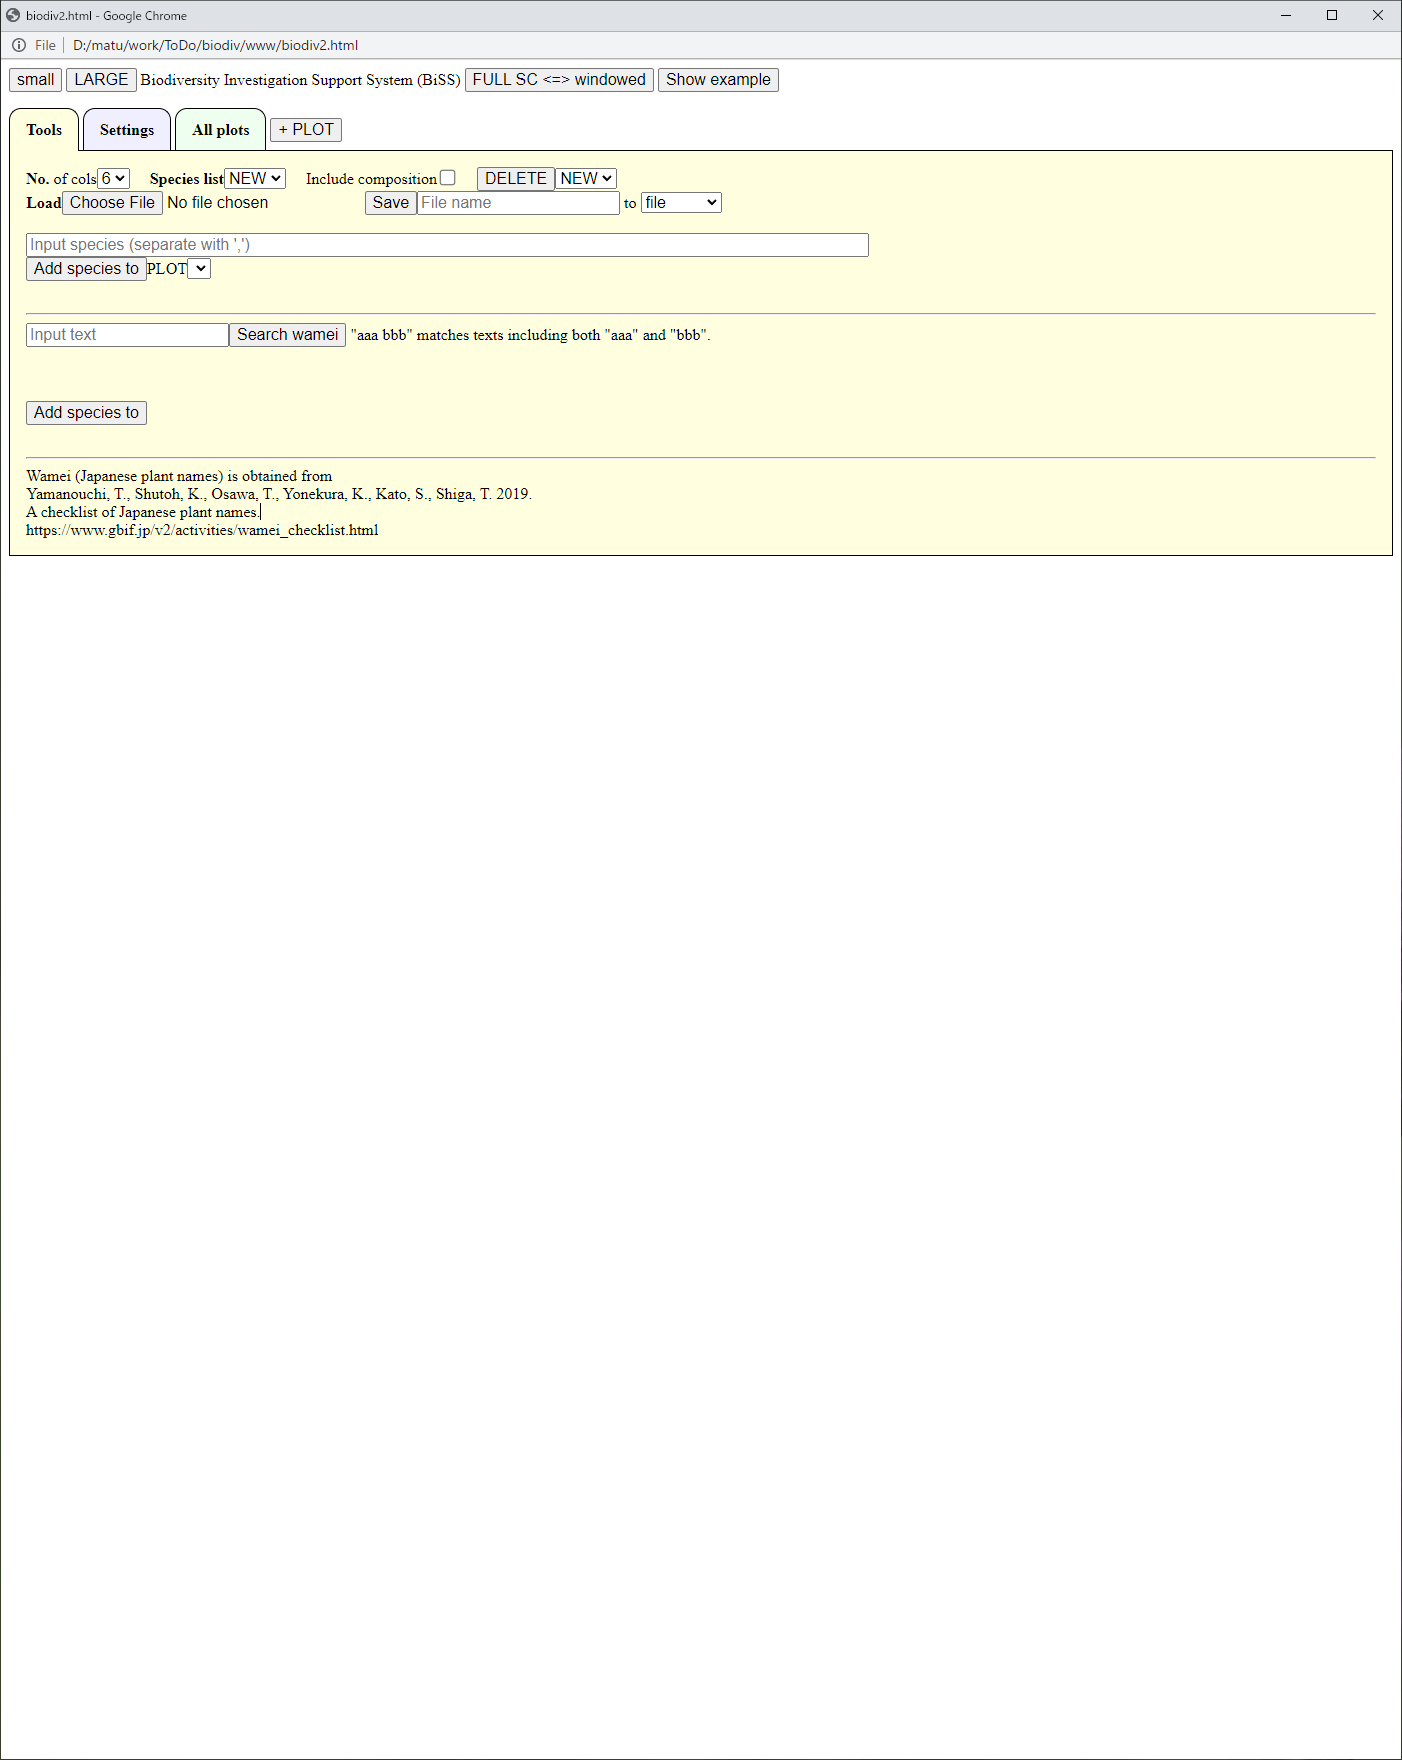 biodiv2.html - Google Chrome
File D:/matu/work/ToDo/biodiv/www/biodiv2.html
small LARGE Biodiversity Investigation Support System (BiSS) FULL SC <=> windowed Show example
Tools Settings All plots + PLOT
No. of cols 6 Species list NEW Include composition DELETE NEW
Load Choose File No file chosen Save File name to file
Input species (separate with ',')
Add species to PLOT
Input text Search wamei "aaa bbb" matches texts including both "aaa" and "bbb".
Add species to
Wamei (Japanese plant names) is obtained from
Yamanouchi, T., Shutoh, K., Osawa, T., Yonekura, K., Kato, S., Shiga, T. 2019.
A checklist of Japanese plant names.
https://www.gbif.jp/v2/activities/wamei_checklist.html